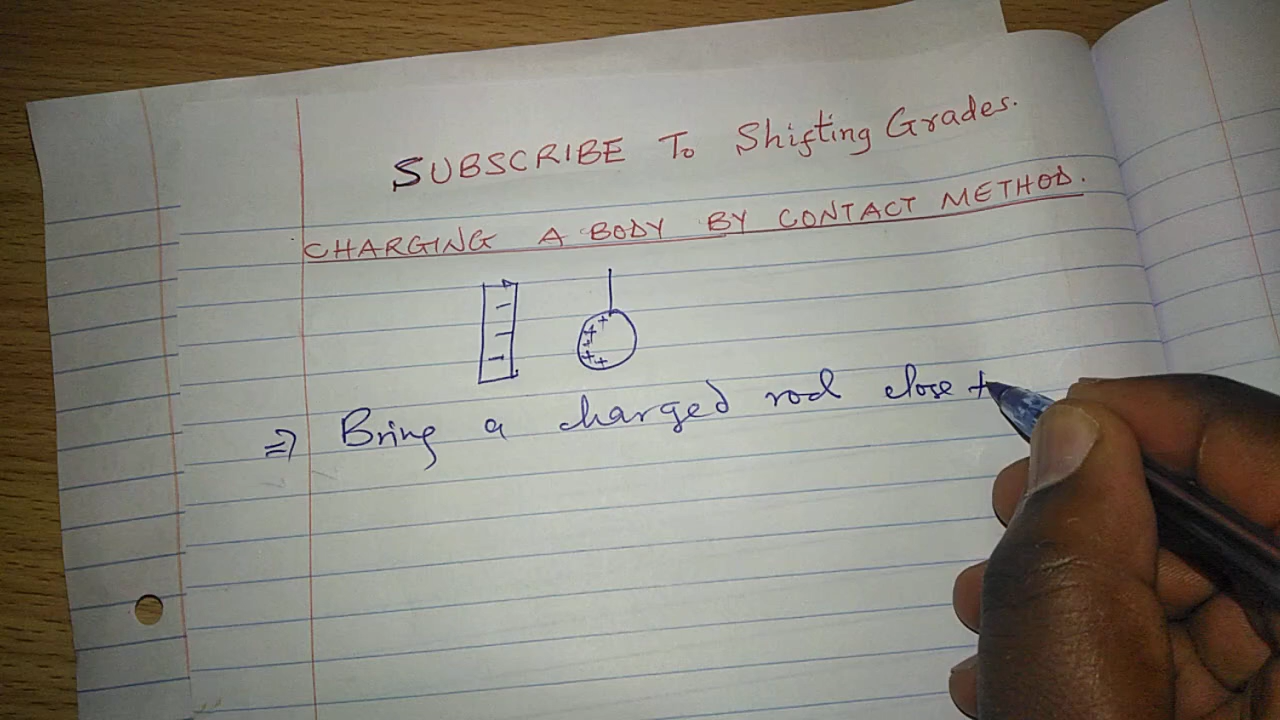 SUBSCRIBE To Shifting Grades.
CHARGING A BODY BY CONTACT METHOD.
⇒ Bring a charged rod close t